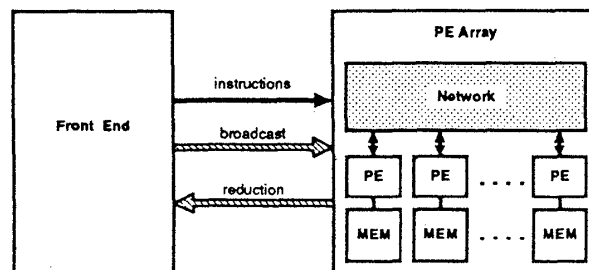 PE Array
instructions
Network
Front End
broadcast
reduction
PE PE . . . . PE
MEM MEM . . . . . MEM